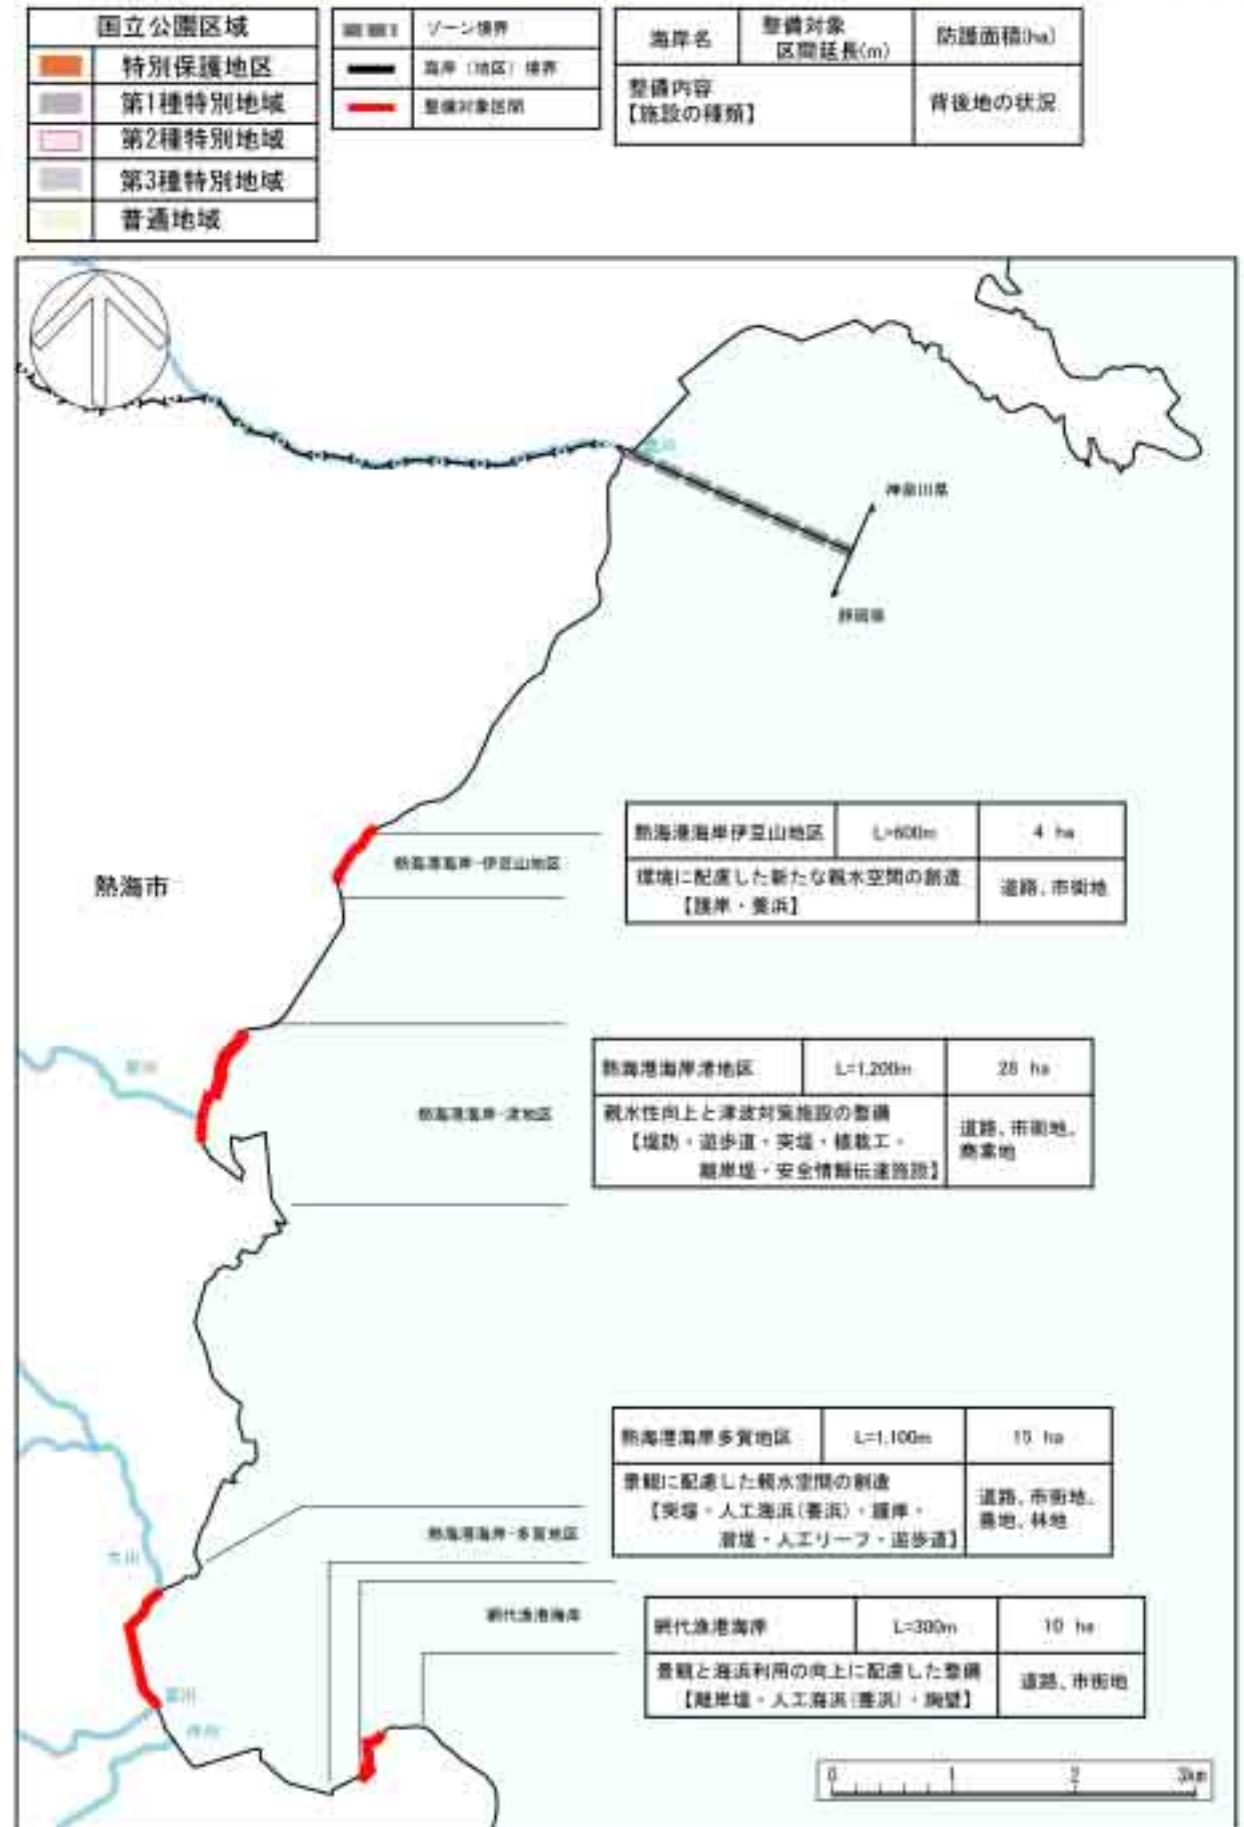 国立公園区域
特別保護地区
第1種特別地域
第2種特別地域
第3種特別地域
普通地域
ゾーン境界
海岸（地区）境界
整備対象区間
海岸名
整備対象
区間延長(m)
防護面積(ha)
整備内容
【施設の種類】
背後地の状況
神奈川県
静岡県
熱海市
熱海港海岸-伊豆山地区
熱海港海岸伊豆山地区
L=600m
4 ha
環境に配慮した新たな親水空間の創造
【護岸・養浜】
道路、市街地
熱海港海岸-港地区
熱海港海岸港地区
L=1,200m
28 ha
親水性向上と津波対策施設の整備
【堤防・遊歩道・突堤・植栽工・
離岸堤・安全情報伝達施設】
道路、市街地、
商業地
熱海港海岸-多賀地区
熱海港海岸多賀地区
L=1,100m
15 ha
景観に配慮した親水空間の創造
【突堤・人工海浜(養浜)・護岸・
潜堤・人工リーフ・遊歩道】
道路、市街地、
農地、林地
網代漁港海岸
網代漁港海岸
L=300m
10 ha
景観と海浜利用の向上に配慮した整備
【離岸堤・人工海浜(養浜)・胸壁】
道路、市街地
0 1 2 3km